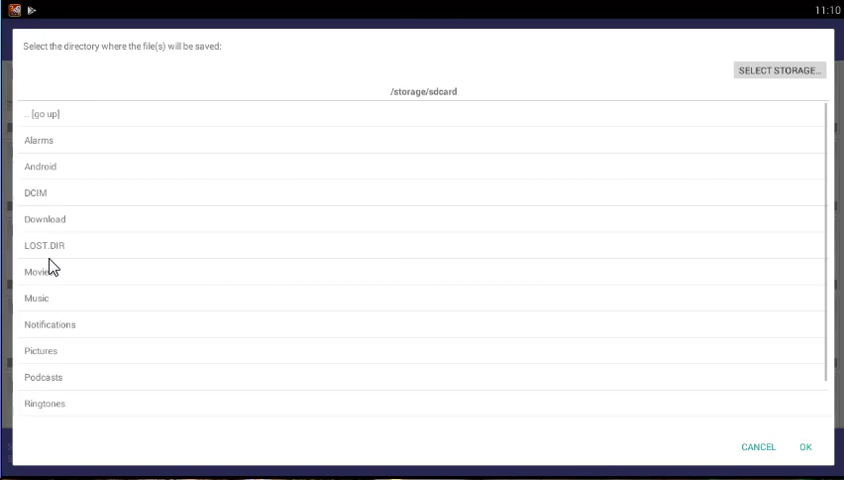 11:10
Select the directory where the file(s) will be saved:
SELECT STORAGE...
/storage/sdcard
.. [go up]
Alarms
Android
DCIM
Download
LOST.DIR
Movies
Music
Notifications
Pictures
Podcasts
Ringtones
CANCEL OK